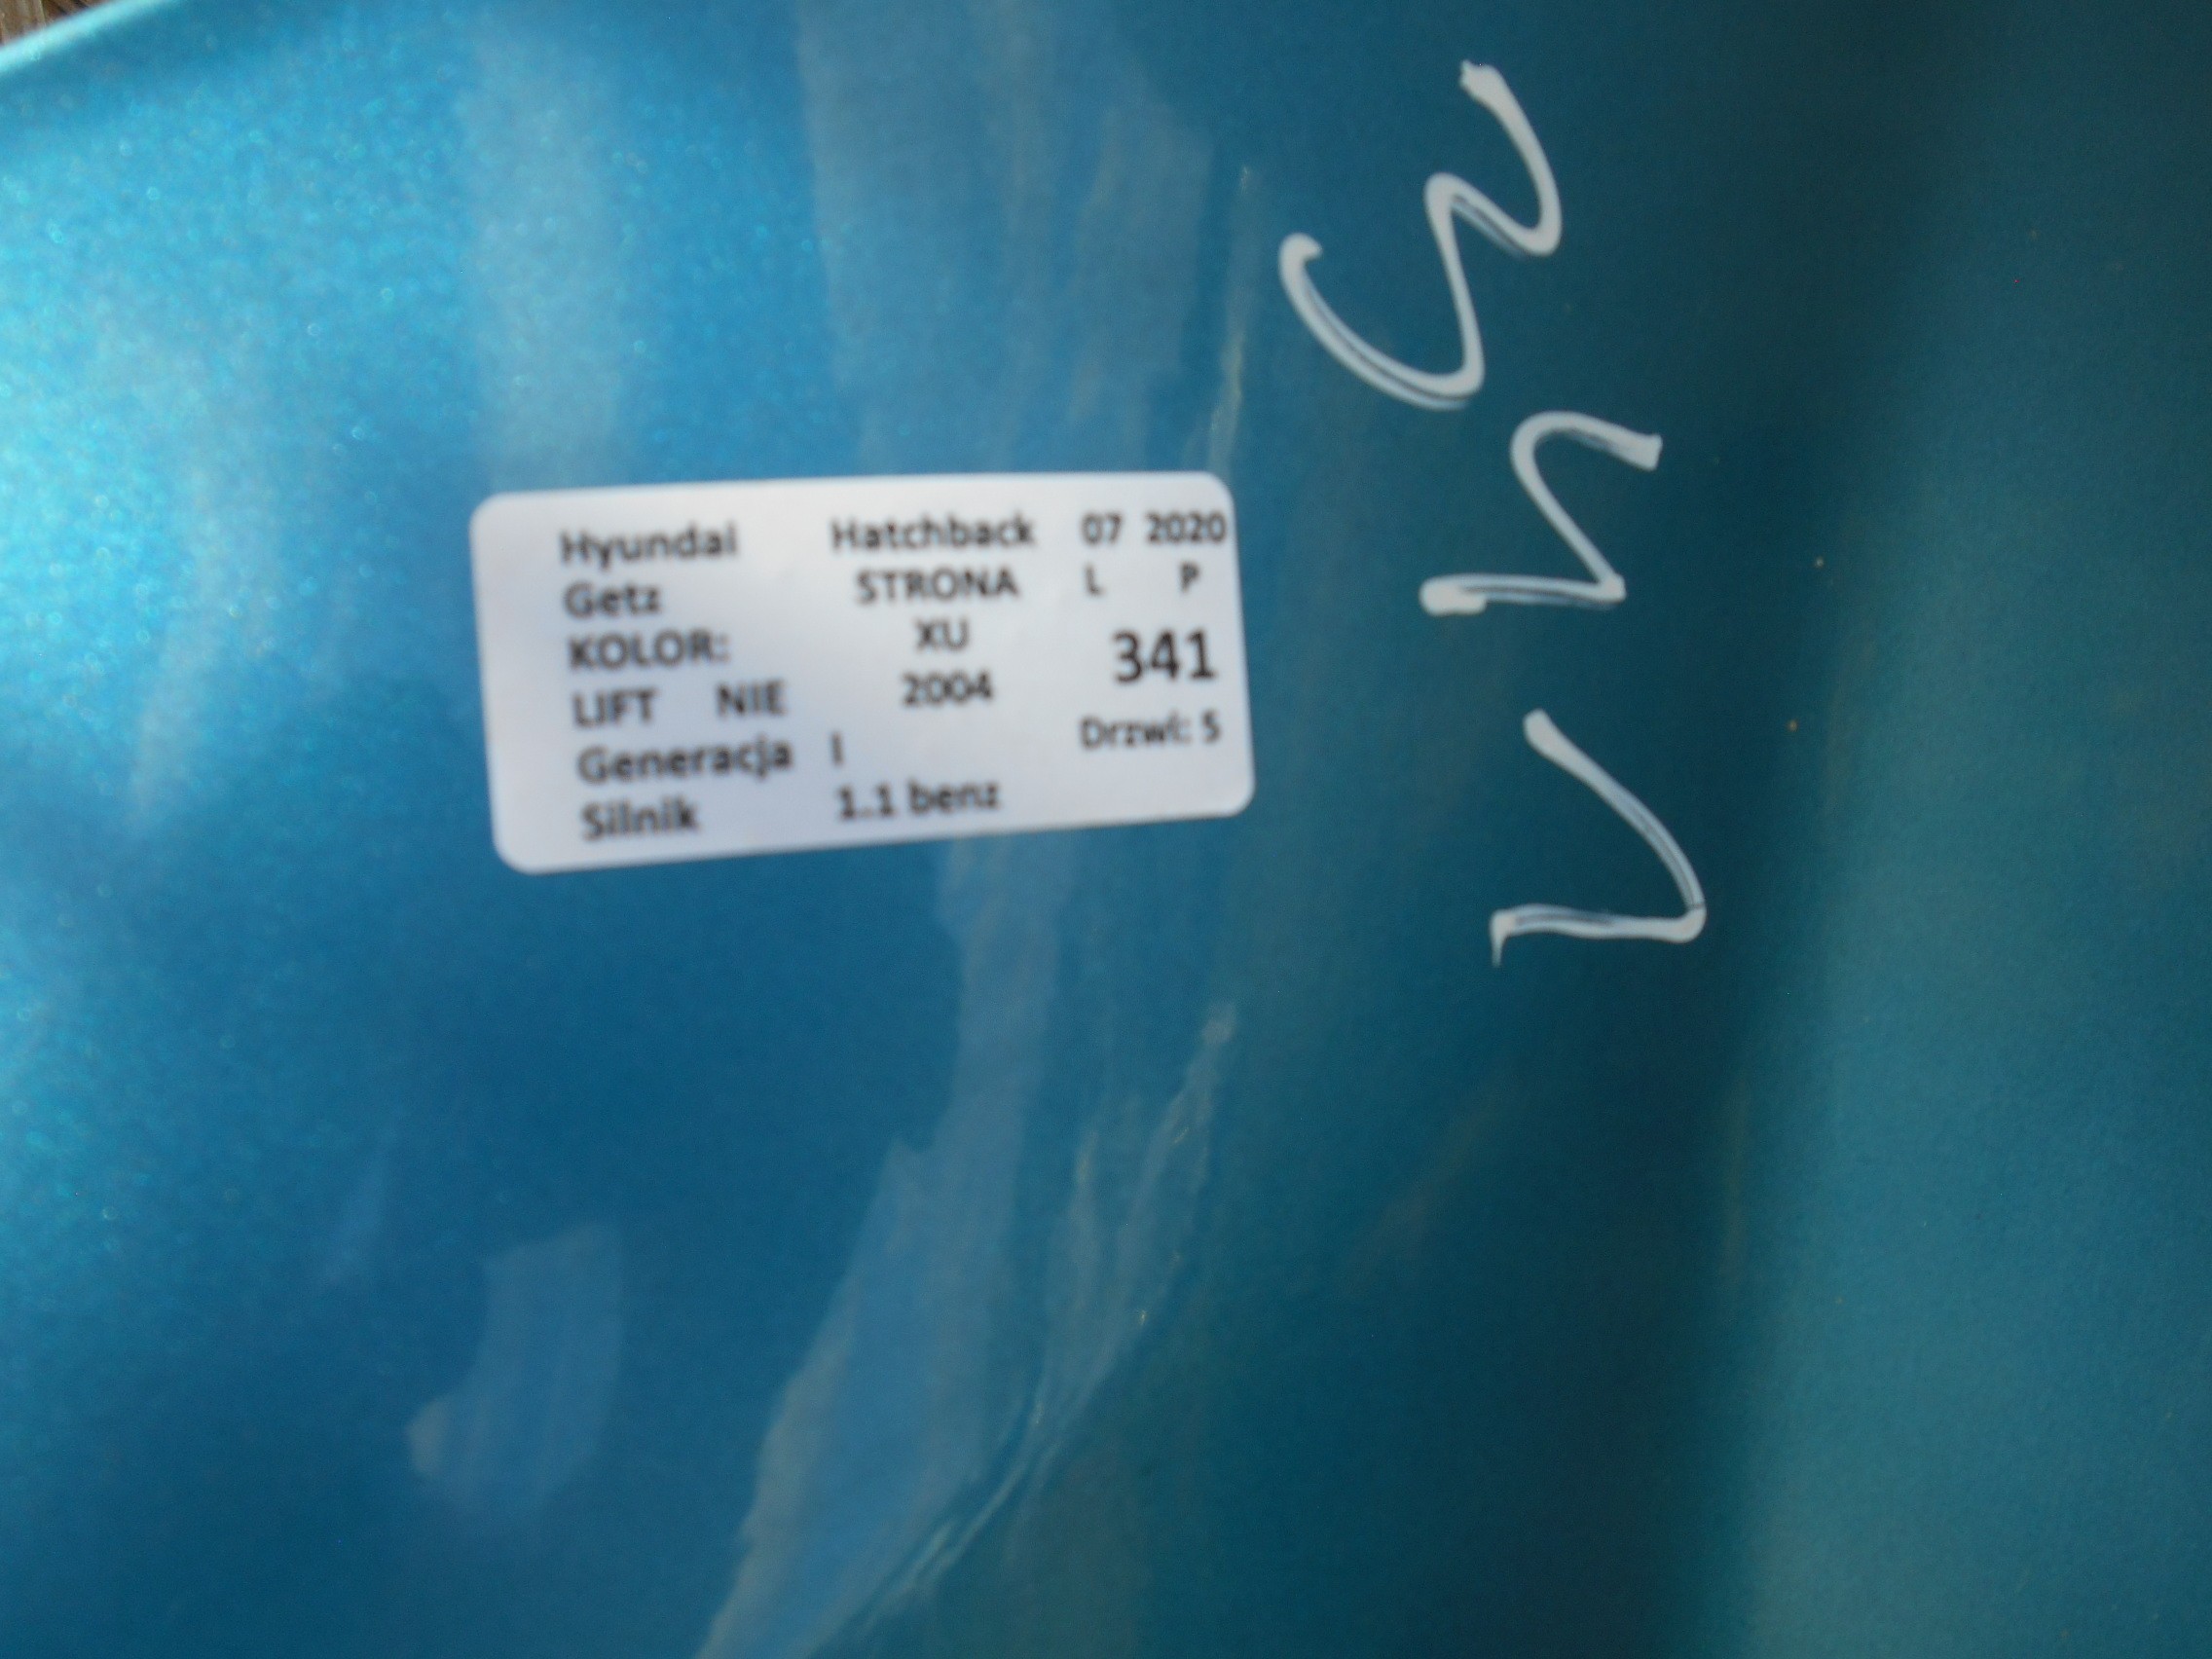 Hyundai Hatchback 07 2020
Getz STRONA L P
KOLOR: XU 341
LIFT NIE 2004
Generacja I Drzwi: 5
Silnik 1.1 benz
341